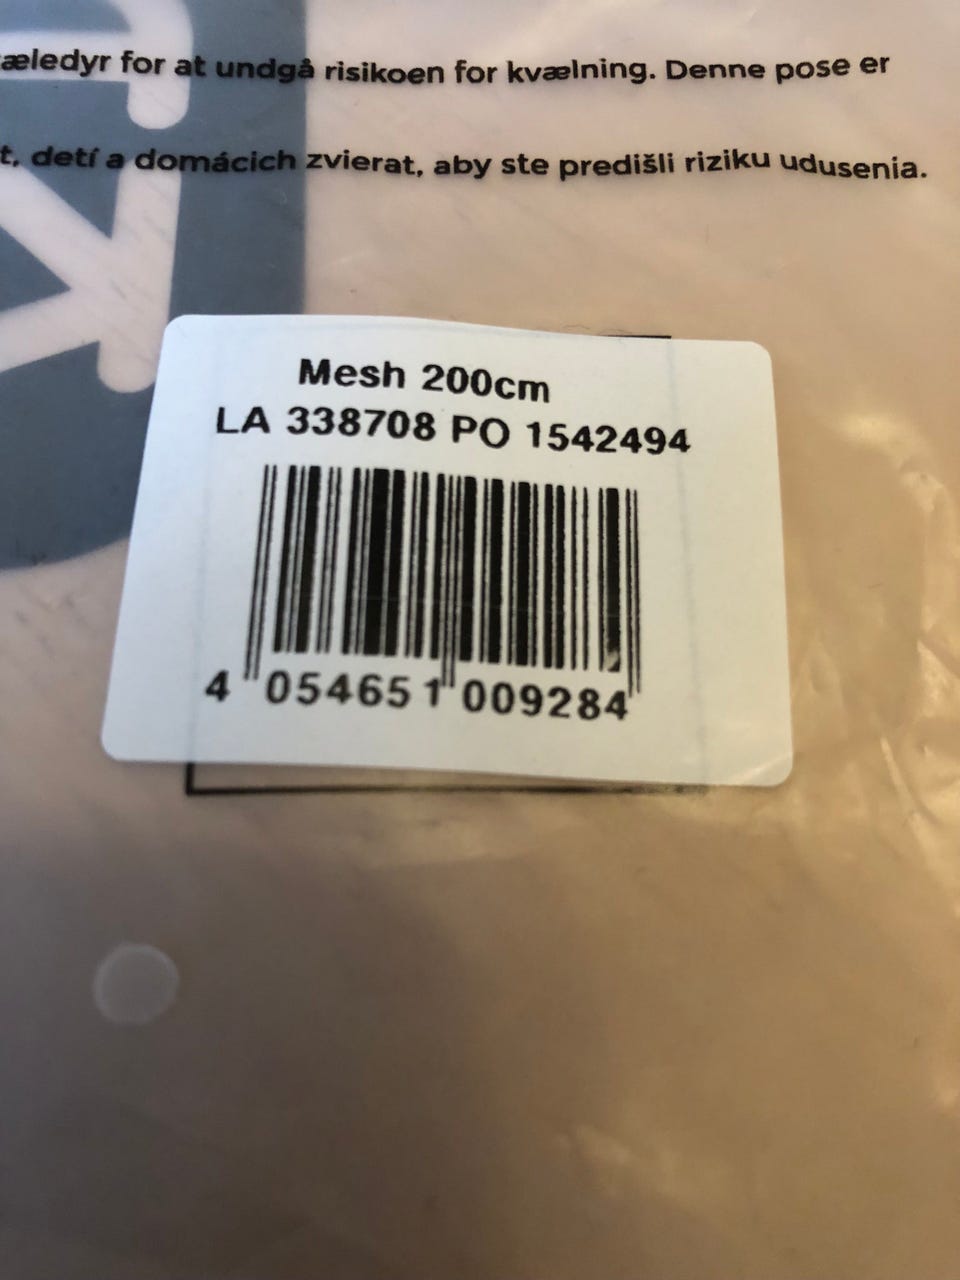 for at undgå risikoen for kvælning. Denne pose er
detí a domácich zvierat, aby ste predišli riziku udusenia.
Mesh 200cm
LA 338708 PO 1542494
4 054651 009284